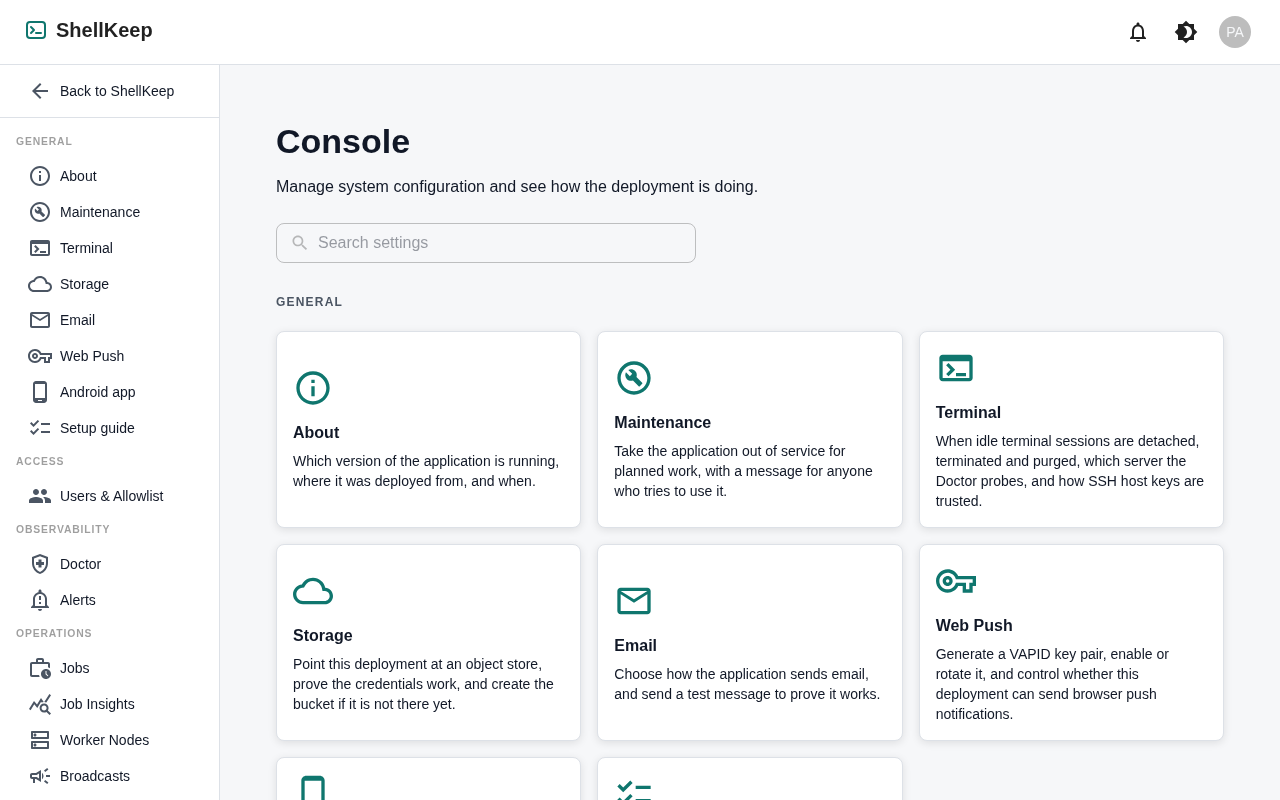 ShellKeep
PA
Back to ShellKeep
GENERAL
About
Maintenance
Terminal
Storage
Email
Web Push
Android app
Setup guide
ACCESS
Users & Allowlist
OBSERVABILITY
Doctor
Alerts
OPERATIONS
Jobs
Job Insights
Worker Nodes
Broadcasts
Console
Manage system configuration and see how the deployment is doing.
Search settings
GENERAL
About
Which version of the application is running,
where it was deployed from, and when.
Maintenance
Take the application out of service for
planned work, with a message for anyone
who tries to use it.
Terminal
When idle terminal sessions are detached,
terminated and purged, which server the
Doctor probes, and how SSH host keys are
trusted.
Storage
Point this deployment at an object store,
prove the credentials work, and create the
bucket if it is not there yet.
Email
Choose how the application sends email,
and send a test message to prove it works.
Web Push
Generate a VAPID key pair, enable or
rotate it, and control whether this
deployment can send browser push
notifications.